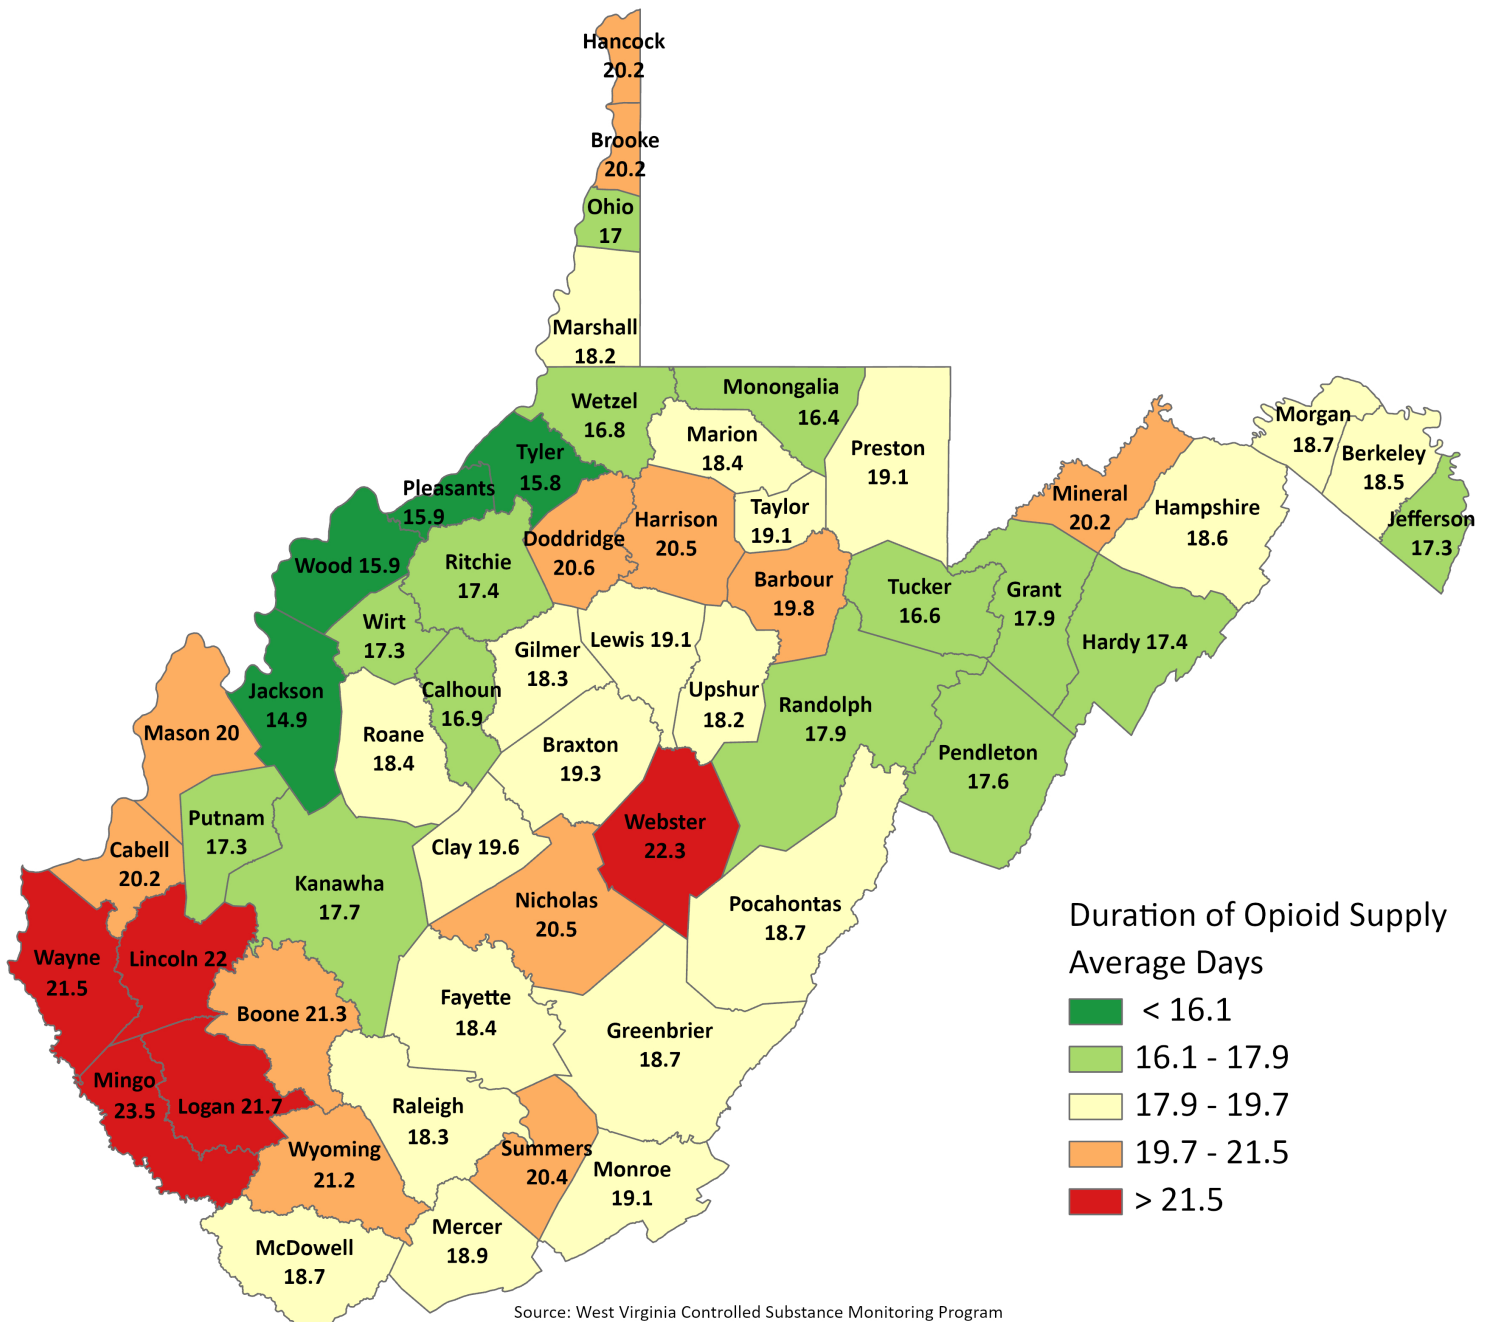 Hancock
20.2
Brooke
20.2
Ohio
17
Marshall
18.2
Wetzel
16.8
Monongalia
16.4
Marion
18.4
Preston
19.1
Tyler
15.8
Pleasants
15.9
Morgan
18.7
Berkeley
18.5
Jefferson
17.3
Mineral
20.2
Hampshire
18.6
Taylor
19.1
Harrison
20.5
Doddridge
20.6
Wood 15.9
Ritchie
17.4
Barbour
19.8
Tucker
16.6
Grant
17.9
Hardy 17.4
Wirt
17.3
Gilmer
18.3
Lewis 19.1
Calhoun
16.9
Upshur
18.2
Randolph
17.9
Jackson
14.9
Mason 20
Roane
18.4
Braxton
19.3
Pendleton
17.6
Putnam
17.3
Webster
22.3
Cabell
20.2
Clay 19.6
Kanawha
17.7
Nicholas
20.5
Pocahontas
18.7
Wayne
21.5
Lincoln 22
Boone 21.3
Fayette
18.4
Greenbrier
18.7
Mingo
23.5
Logan 21.7
Raleigh
18.3
Wyoming
21.2
Summers
20.4
Monroe
19.1
Mercer
18.9
McDowell
18.7
Duration of Opioid Supply
Average Days
< 16.1
16.1 - 17.9
17.9 - 19.7
19.7 - 21.5
> 21.5
Source: West Virginia Controlled Substance Monitoring Program